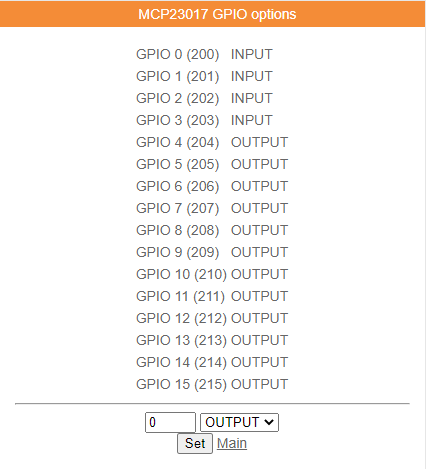 MCP23017 GPIO options
GPIO 0 (200) INPUT
GPIO 1 (201) INPUT
GPIO 2 (202) INPUT
GPIO 3 (203) INPUT
GPIO 4 (204) OUTPUT
GPIO 5 (205) OUTPUT
GPIO 6 (206) OUTPUT
GPIO 7 (207) OUTPUT
GPIO 8 (208) OUTPUT
GPIO 9 (209) OUTPUT
GPIO 10 (210) OUTPUT
GPIO 11 (211) OUTPUT
GPIO 12 (212) OUTPUT
GPIO 13 (213) OUTPUT
GPIO 14 (214) OUTPUT
GPIO 15 (215) OUTPUT
0 OUTPUT
Set Main